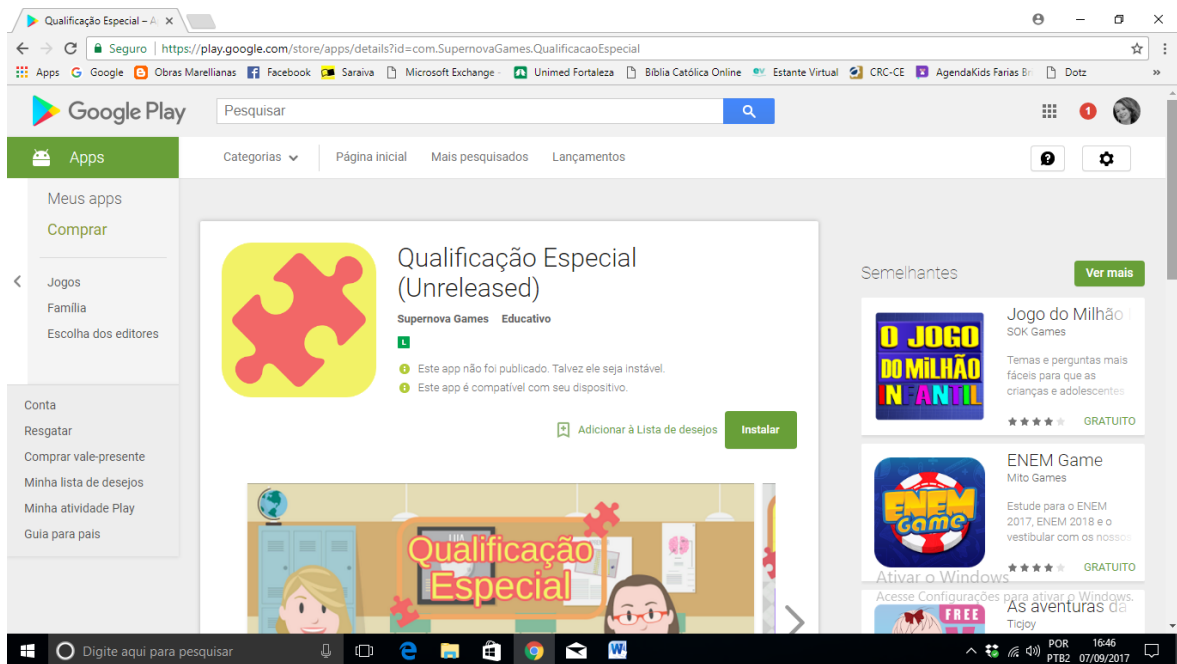 Qualificação Especial – A
Seguro | https://play.google.com/store/apps/details?id=com.SupernovaGames.QualificacaoEspecial
Apps Google Obras Marellianas Facebook Saraiva Microsoft Exchange - Unimed Fortaleza Bíblia Católica Online Estante Virtual CRC-CE AgendaKids Farias Bri Dotz »
Google Play
Pesquisar
1
Apps
Categorias Página inicial Mais pesquisados Lançamentos
Meus apps
Comprar
Jogos
Família
Escolha dos editores
Conta
Resgatar
Comprar vale-presente
Minha lista de desejos
Minha atividade Play
Guia para pais
Qualificação Especial
(Unreleased)
Supernova Games Educativo
L
Este app não foi publicado. Talvez ele seja instável.
Este app é compatível com seu dispositivo.
Adicionar à Lista de desejos
Instalar
LUA
Qualificação
Especial
Semelhantes
Ver mais
O JOGO
DO MILHÃO
INFANTIL
Jogo do Milhão
SOK Games
Temas e perguntas mais
fáceis para que as
crianças e adolescentes
GRATUITO
ENEM
Game
ENEM Game
Mito Games
Estude para o ENEM
2017, ENEM 2018 e o
vestibular com os nossos
GRATUITO
Ativar o Windows
Acesse Configurações para ativar o Windows.
FREE
As aventuras da
Ticjoy
Digite aqui para pesquisar
POR
PTB2
16:46
07/09/2017